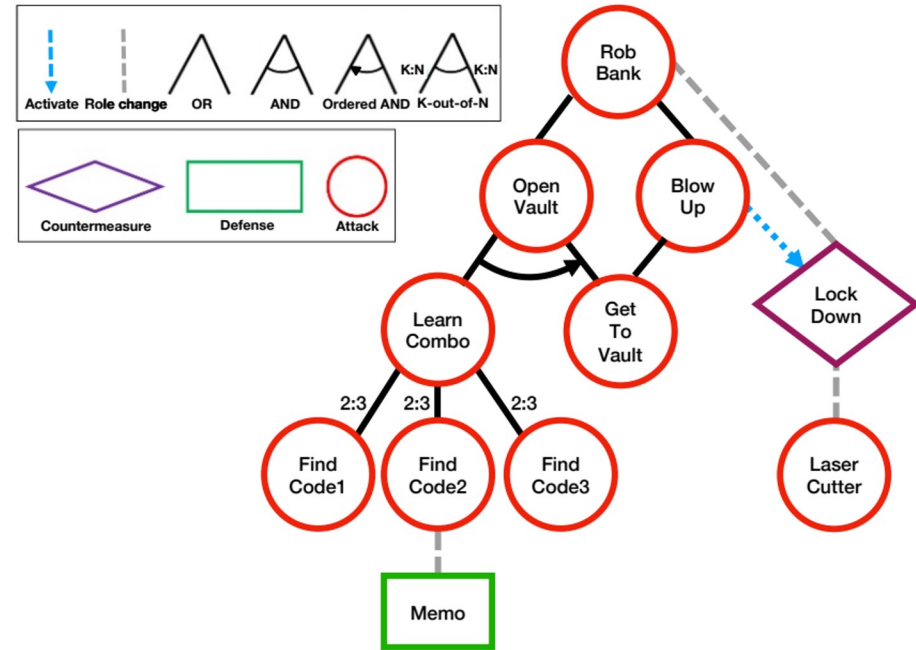 Activate
Role change
OR
AND
Ordered AND
K:N
K:N
K-out-of-N
Countermeasure
Defense
Attack
Rob
Bank
Open
Vault
Blow
Up
Learn
Combo
Get
To
Vault
Lock
Down
2:3
2:3
2:3
Find
Code1
Find
Code2
Find
Code3
Laser
Cutter
Memo